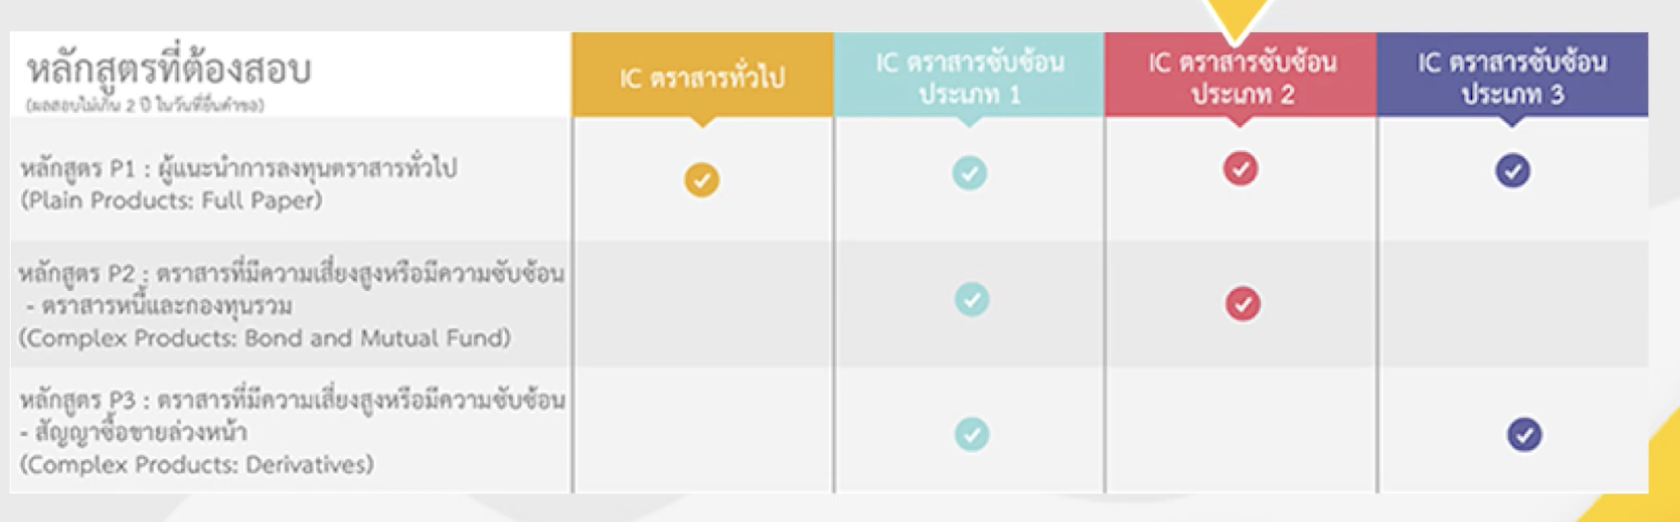 หลักสูตรที่ต้องสอบ
(ผลสอบไม่เกิน 2 ปี ในวันที่ยื่นคำขอ)
IC ตราสารทั่วไป
IC ตราสารซับซ้อน
ประเภท 1
IC ตราสารซับซ้อน
ประเภท 2
IC ตราสารซับซ้อน
ประเภท 3
หลักสูตร P1 : ผู้แนะนำการลงทุนตราสารทั่วไป
(Plain Products: Full Paper)
หลักสูตร P2 : ตราสารที่มีความเสี่ยงสูงหรือมีความซับซ้อน
- ตราสารหนี้และกองทุนรวม
(Complex Products: Bond and Mutual Fund)
หลักสูตร P3 : ตราสารที่มีความเสี่ยงสูงหรือมีความซับซ้อน
- สัญญาซื้อขายล่วงหน้า
(Complex Products: Derivatives)